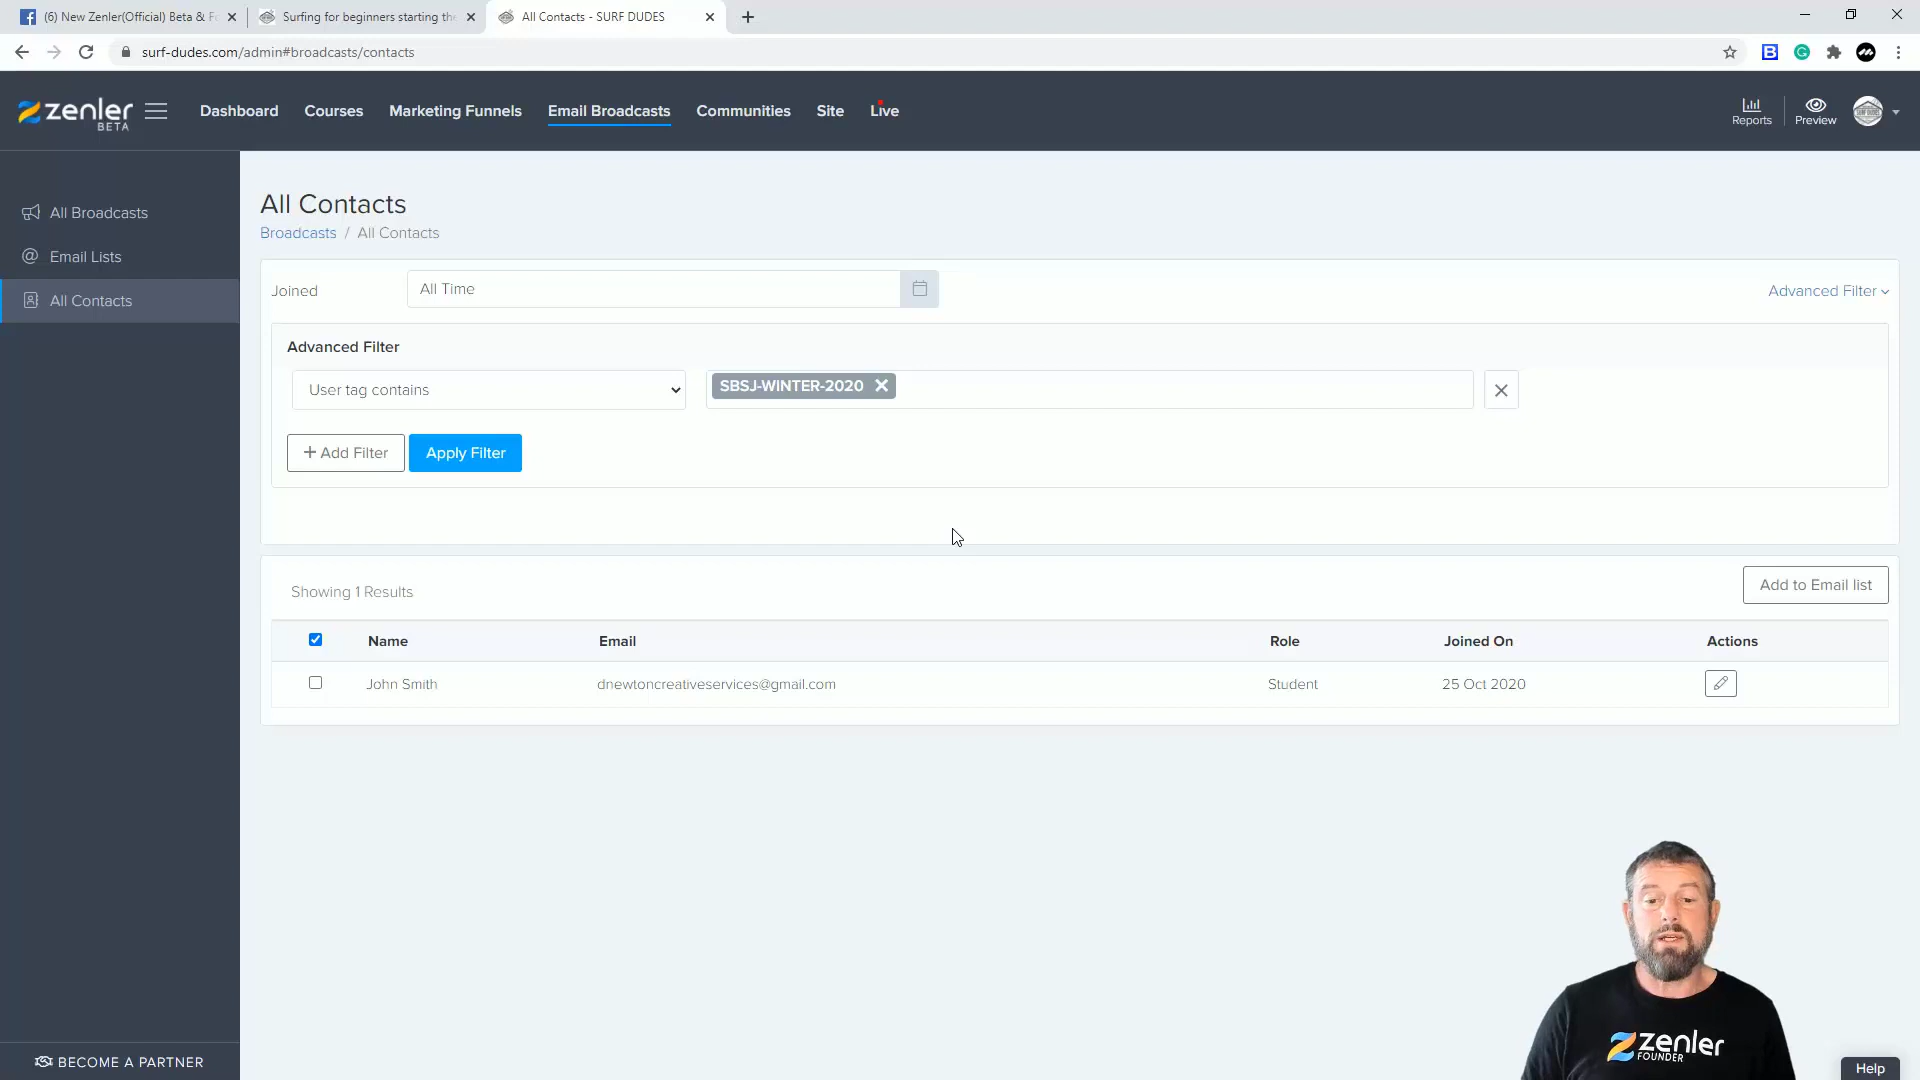 (6) New Zenler(Official) Beta & F
Surfing for beginners starting the
All Contacts - SURF DUDES
surf-dudes.com/admin#broadcasts/contacts
zenler
BETA
Dashboard
Courses
Marketing Funnels
Email Broadcasts
Communities
Site
Live
Reports
Preview
All Broadcasts
Email Lists
All Contacts
All Contacts
Broadcasts / All Contacts
Joined
All Time
Advanced Filter
Advanced Filter
User tag contains
SBSJ-WINTER-2020
+ Add Filter
Apply Filter
Showing 1 Results
Add to Email list
Name Email Role Joined On Actions
John Smith dnewtoncreativeservices@gmail.com Student 25 Oct 2020
zenler
FOUNDER
BECOME A PARTNER
Help